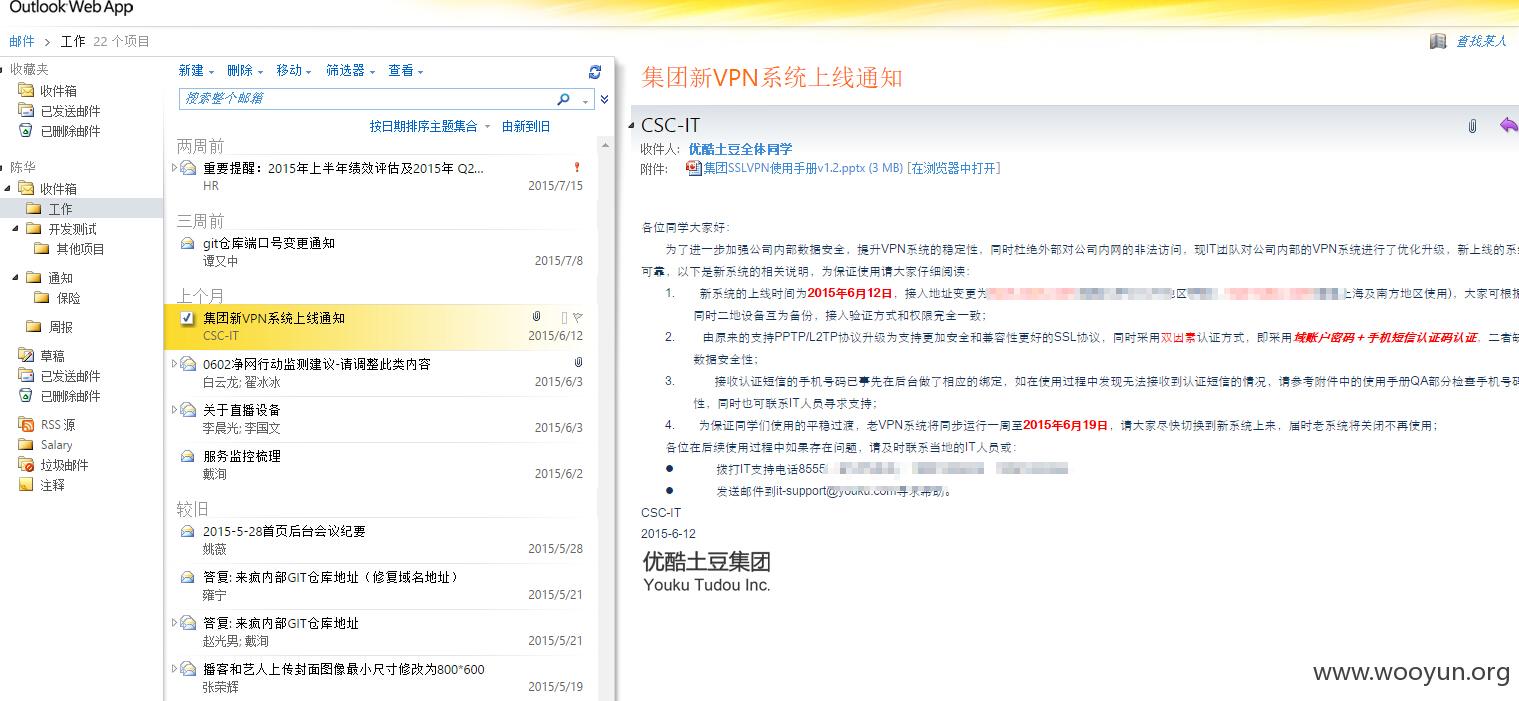 Outlook Web App
邮件 > 工作 22 个项目
查找某人
收藏夹
收件箱
已发送邮件
已删除邮件
陈华
收件箱
工作
开发测试
其他项目
通知
保险
周报
草稿
已发送邮件
已删除邮件
RSS 源
Salary
垃圾邮件
注释
新建 删除 移动 筛选器 查看
搜索整个邮箱
按日期排序主题集合 由新到旧
两周前
重要提醒：2015年上半年绩效评估及2015年 Q2...
HR 2015/7/15
三周前
git仓库端口号变更通知
谭又中 2015/7/8
上个月
集团新VPN系统上线通知
CSC-IT 2015/6/12
0602净网行动监测建议-请调整此类内容
白云龙; 翟冰冰 2015/6/3
关于直播设备
李晨光; 李国文 2015/6/3
服务监控梳理
戴洵 2015/6/2
较旧
2015-5-28首页后台会议纪要
姚薇 2015/5/28
答复: 来疯内部GIT仓库地址（修复域名地址）
雍宁 2015/5/21
答复: 来疯内部GIT仓库地址
赵光男; 戴洵 2015/5/21
播客和艺人上传封面图像最小尺寸修改为800*600
张荣辉 2015/5/19
集团新VPN系统上线通知
CSC-IT
收件人: 优酷土豆全体同学
附件: 集团SSLVPN使用手册v1.2.pptx (3 MB) [在浏览器中打开]
各位同学大家好:
为了进一步加强公司内部数据安全，提升VPN系统的稳定性，同时杜绝外部对公司内网的非法访问，现IT团队对公司内部的VPN系统进行了优化升级，新上线的系
可靠，以下是新系统的相关说明，为保证使用请大家仔细阅读：
1. 新系统的上线时间为2015年6月12日，接入地址变更为 地区 上海及南方地区使用)，大家可根据
同时二地设备互为备份，接入验证方式和权限完全一致；
2. 由原来的支持PPTP/L2TP协议升级为支持更加安全和兼容性更好的SSL协议，同时采用双因素认证方式，即采用域账户密码＋手机短信认证码认证，二者缺
数据安全性；
3. 接收认证短信的手机号码已事先在后台做了相应的绑定，如在使用过程中发现无法接收到认证短信的情况，请参考附件中的使用手册QA部分检查手机号码
性，同时也可联系IT人员寻求支持；
4. 为保证同学们使用的平稳过渡，老VPN系统将同步运行一周至2015年6月19日，请大家尽快切换到新系统上来，届时老系统将关闭不再使用；
各位在后续使用过程中如果存在问题，请及时联系当地的IT人员或：
● 拨打IT支持电话8555
● 发送邮件到it-support@youku.com寻求帮助。
CSC-IT
2015-6-12
优酷土豆集团
Youku Tudou Inc.
www.wooyun.org